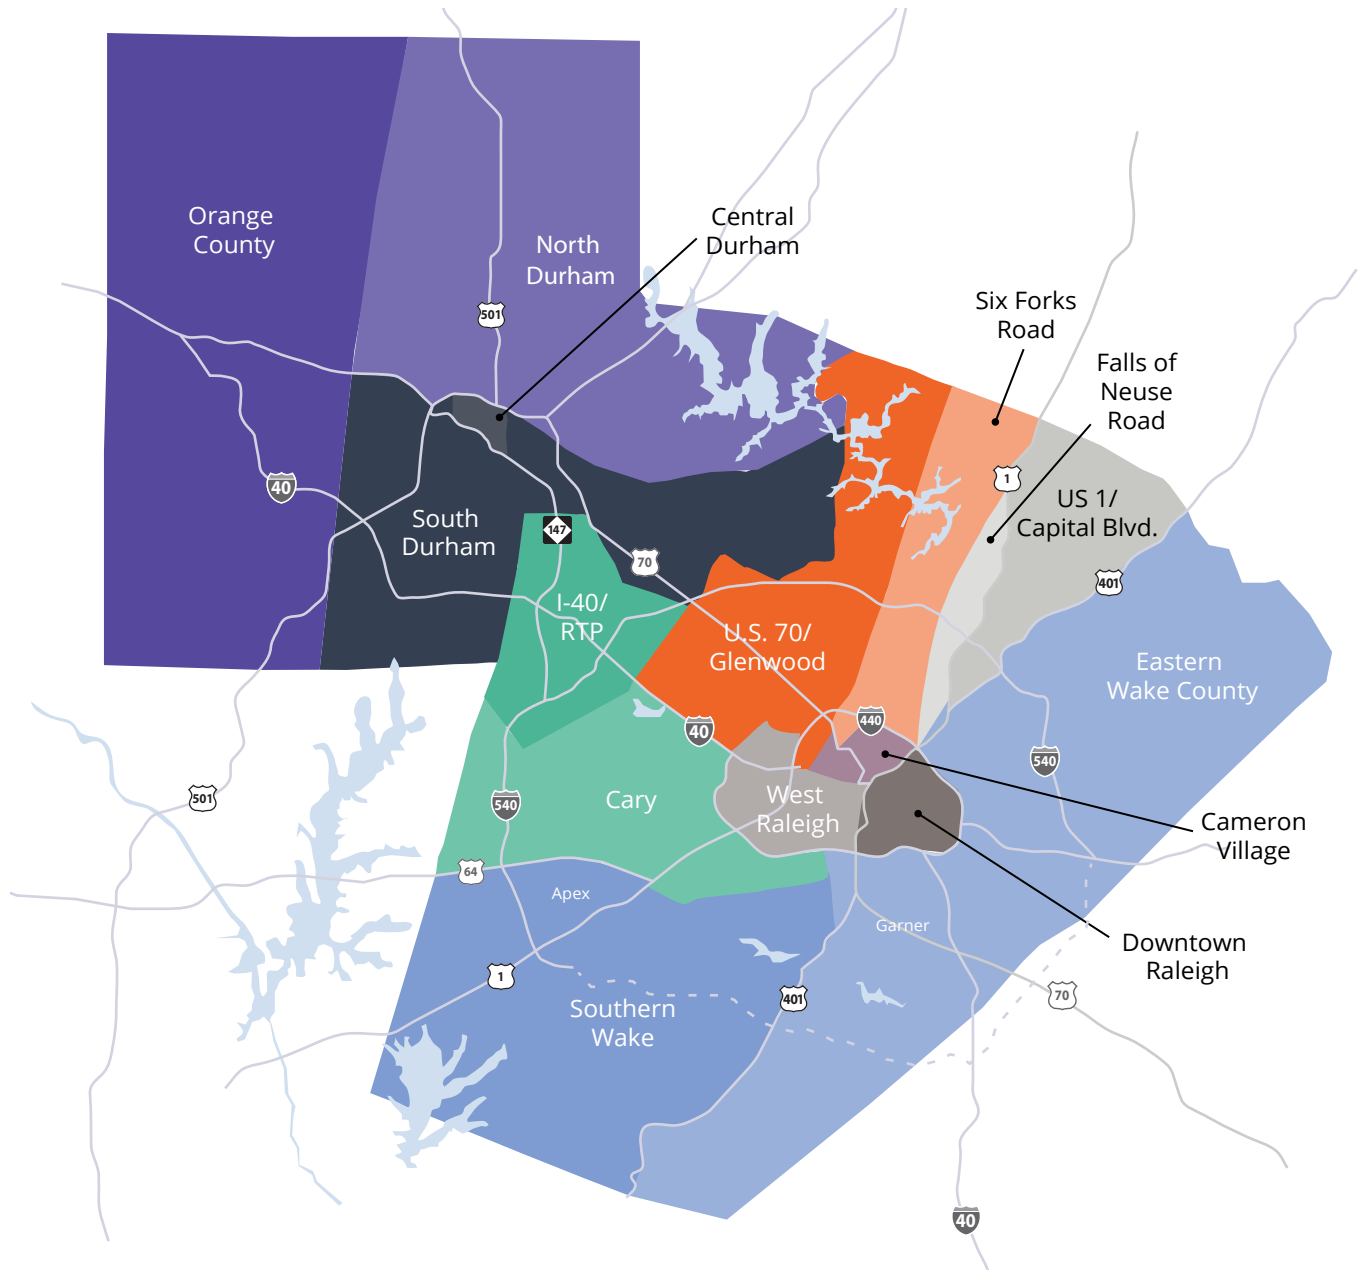 Orange
County
North
Durham
Central
Durham
501
Six Forks
Road
Falls of
Neuse
Road
40
South
Durham
147
70
1
US 1/
Capital Blvd.
401
I-40/
RTP
U.S. 70/
Glenwood
Eastern
Wake County
40
440
540
501
540
Cary
West
Raleigh
Cameron
Village
64
Apex
Garner
Downtown
Raleigh
1
401
70
Southern
Wake
40